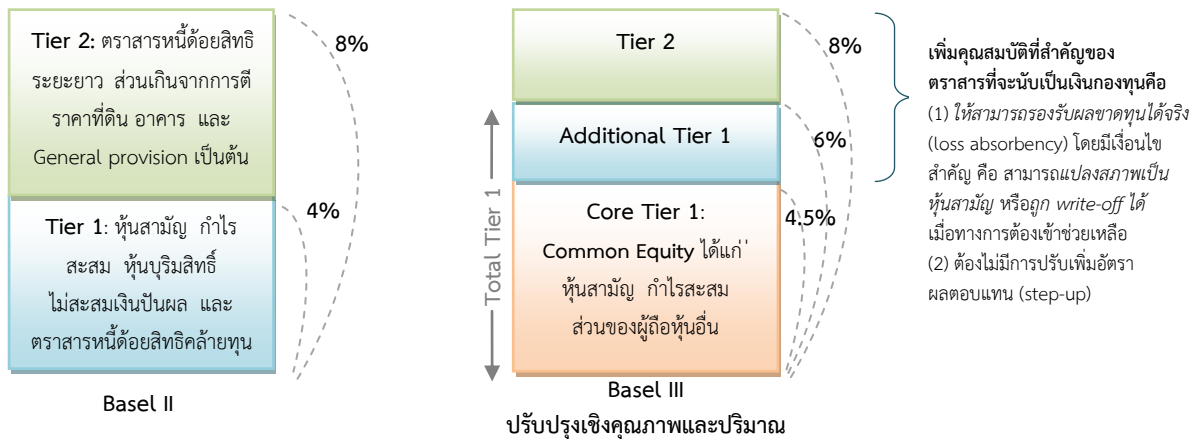 Tier 2: ตราสารหนี้ด้อยสิทธิ
ระยะยาว ส่วนเกินจากการตี
ราคาที่ดิน อาคาร และ
General provision เป็นต้น
8%
Tier 1: หุ้นสามัญ กำไร
สะสม หุ้นบุริมสิทธิ์
ไม่สะสมเงินปันผล และ
ตราสารหนี้ด้อยสิทธิคล้ายทุน
4%
Basel II
Total Tier 1
Tier 2
8%
Additional Tier 1
6%
Core Tier 1:
4.5%
Common Equity ได้แก่
หุ้นสามัญ กำไรสะสม
ส่วนของผู้ถือหุ้นอื่น
Basel III
ปรับปรุงเชิงคุณภาพและปริมาณ
เพิ่มคุณสมบัติที่สำคัญของ
ตราสารที่จะนับเป็นเงินกองทุนคือ
(1) ให้สามารถรองรับผลขาดทุนได้จริง
(loss absorbency) โดยมีเงื่อนไข
สำคัญ คือ สามารถแปลงสภาพเป็น
หุ้นสามัญ หรือถูก write-off ได้
เมื่อทางการต้องเข้าช่วยเหลือ
(2) ต้องไม่มีการปรับเพิ่มอัตรา
ผลตอบแทน (step-up)